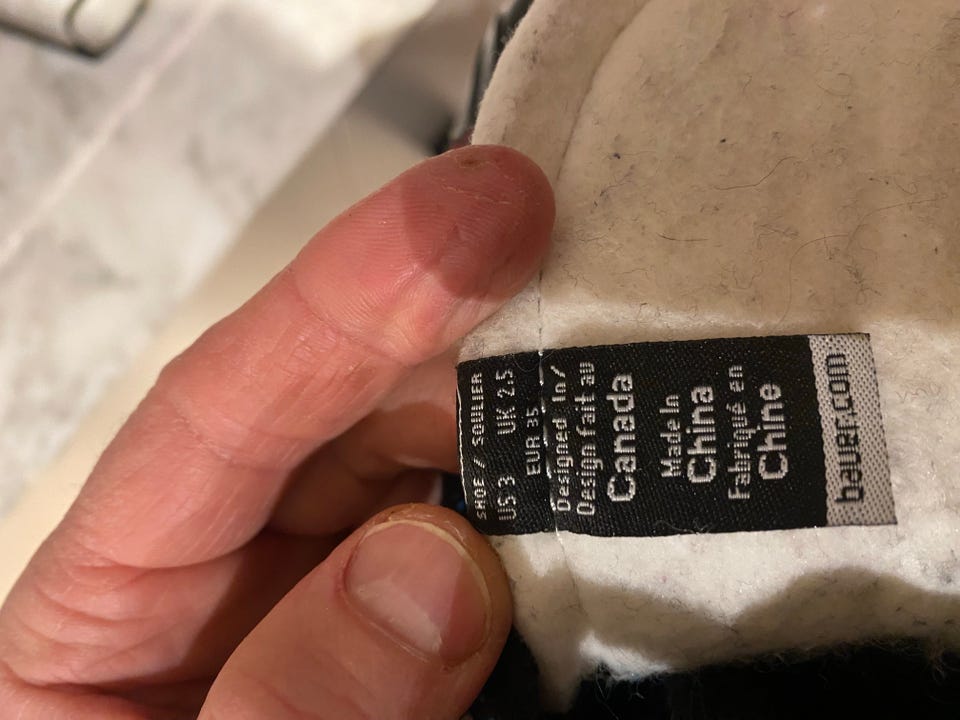 SHOE / SOULIER
US 3 UK 2.5
EUR 35
Designed In/
Design fait au
Canada
Made In
China
Fabriqué en
Chine
bauer.com